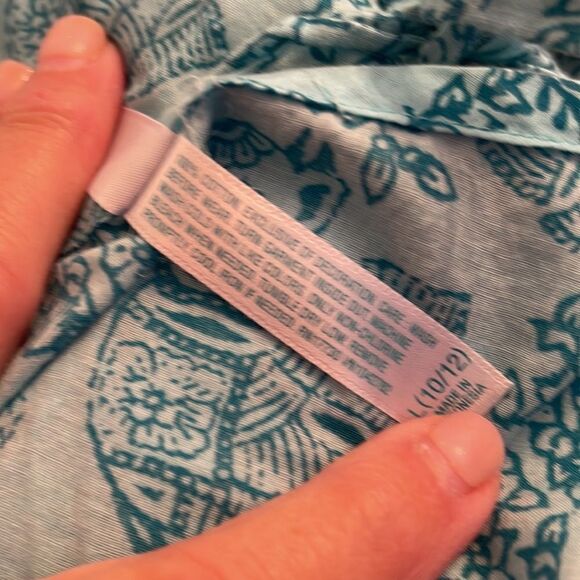 100% COTTON, EXCLUSIVE OF DECORATION. CARE: WASH
BEFORE WEAR. TURN GARMENT INSIDE OUT. MACHINE
WASH COLD WITH LIKE COLORS. ONLY NON-CHLORINE
BLEACH WHEN NEEDED. TUMBLE DRY LOW. REMOVE
PROMPTLY. COOL IRON IF NEEDED.
L (10/12)
MADE IN